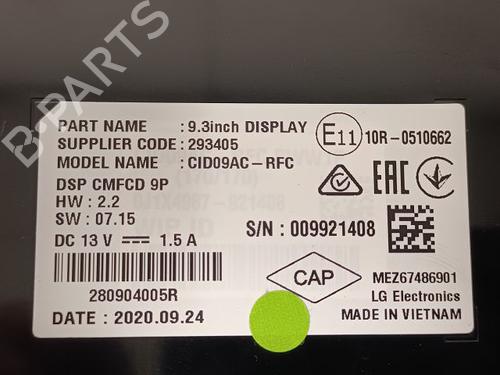 B-PARTS
PART NAME : 9.3inch DISPLAY
SUPPLIER CODE : 293405
MODEL NAME : CID09AC-RFC
DSP CMFCD 9P
HW : 2.2
SW : 07.15
DC 13 V 1.5 A
280904005R
DATE : 2020.09.24
E11 10R-0510662
EAC
S/N : 009921408
CAP
MEZ67486901
LG Electronics
MADE IN VIETNAM